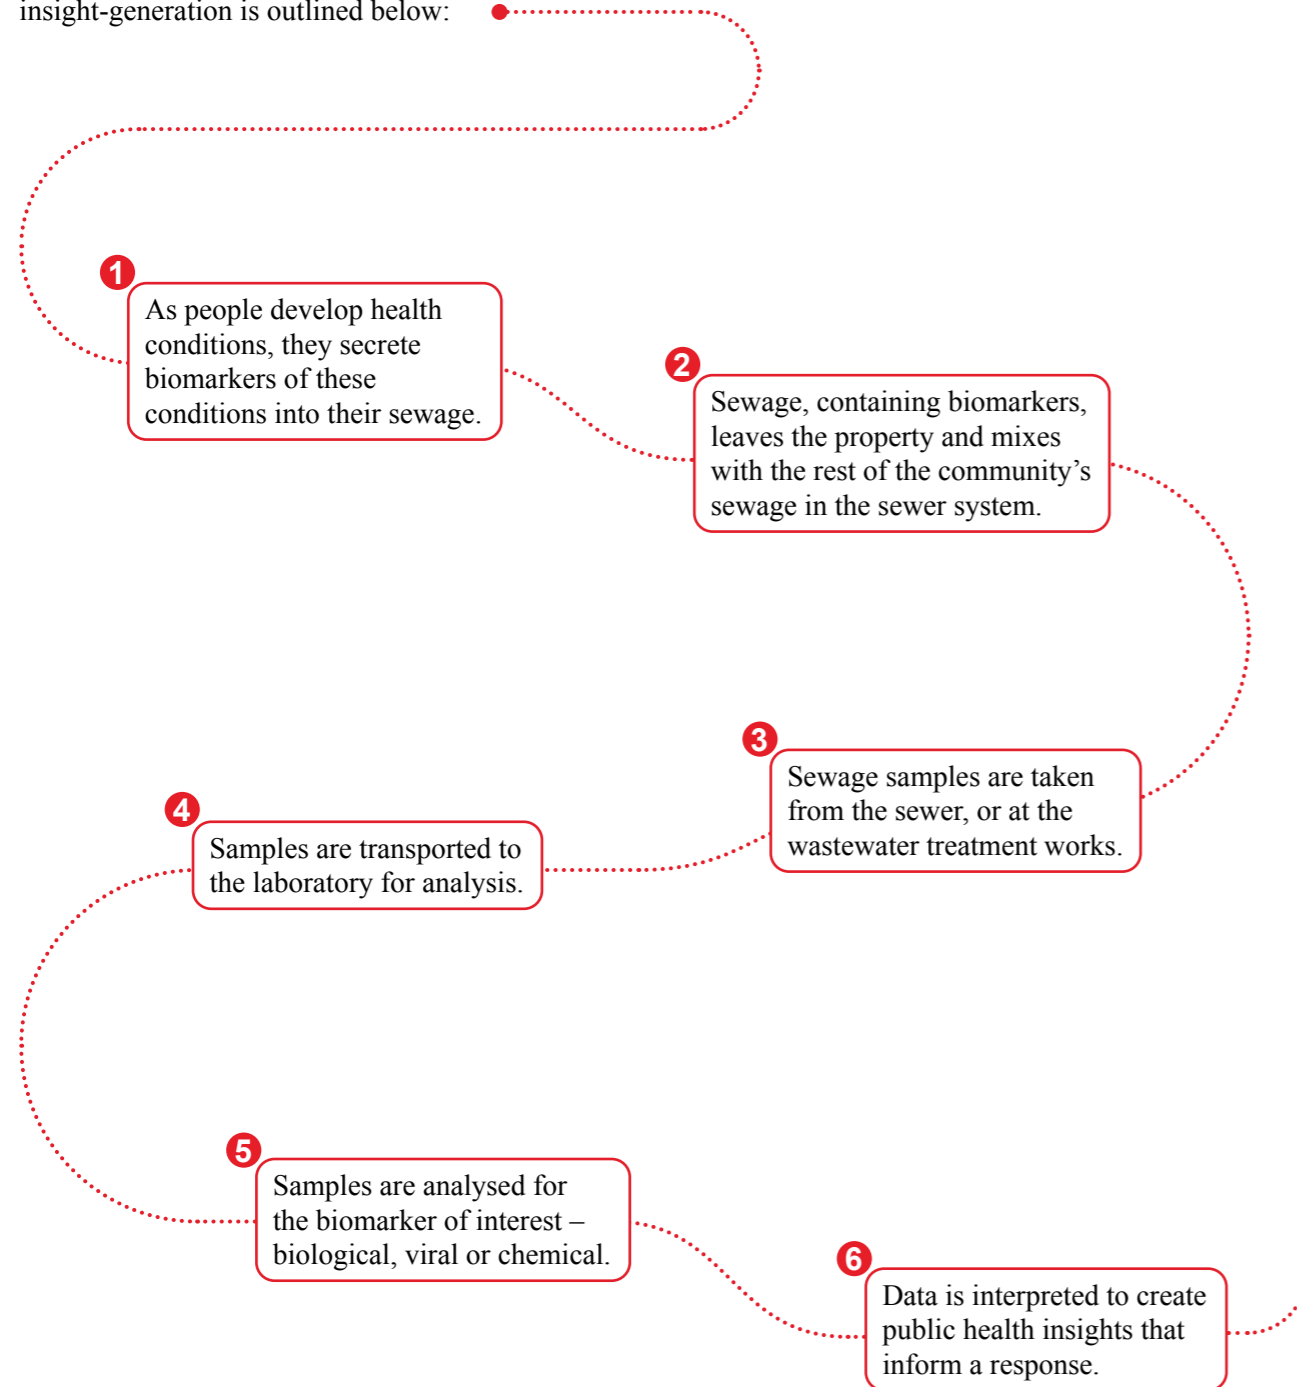 insight-generation is outlined below:
1
As people develop health
conditions, they secrete
biomarkers of these
conditions into their sewage.
2
Sewage, containing biomarkers,
leaves the property and mixes
with the rest of the community’s
sewage in the sewer system.
3
Sewage samples are taken
from the sewer, or at the
wastewater treatment works.
4
Samples are transported to
the laboratory for analysis.
5
Samples are analysed for
the biomarker of interest –
biological, viral or chemical.
6
Data is interpreted to create
public health insights that
inform a response.